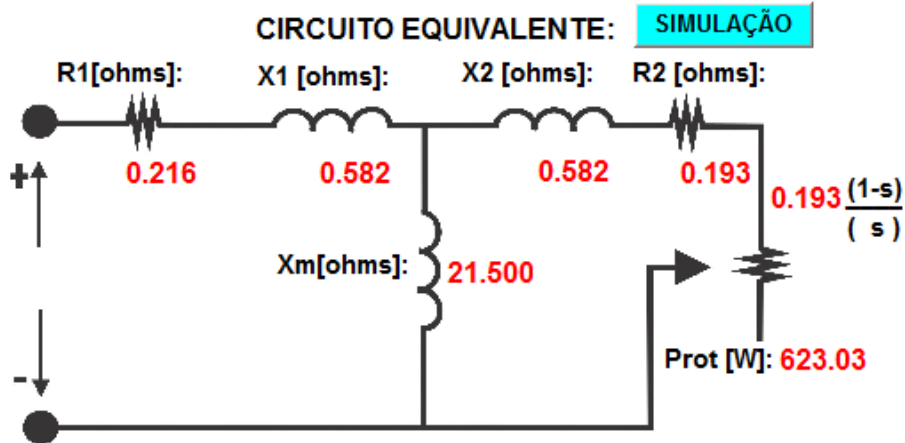 CIRCUITO EQUIVALENTE: SIMULAÇÃO
R1[ohms]: X1 [ohms]: X2 [ohms]: R2 [ohms]:
+ 0.216 0.582 0.582 0.193
0.193 (1-s)
( s )
Xm[ohms]: 21.500
Prot [W]: 623.03
-